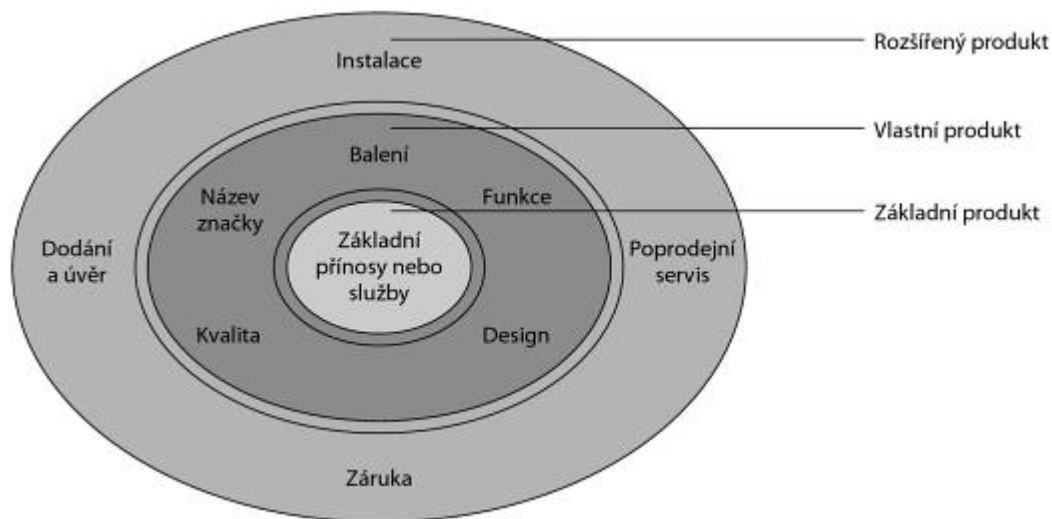 Rozšířený produkt
Instalace
Vlastní produkt
Balení
Název
značky
Funkce
Základní produkt
Dodání
a úvěr
Základní
přínosy nebo
služby
Poprodejní
servis
Kvalita
Design
Záruka